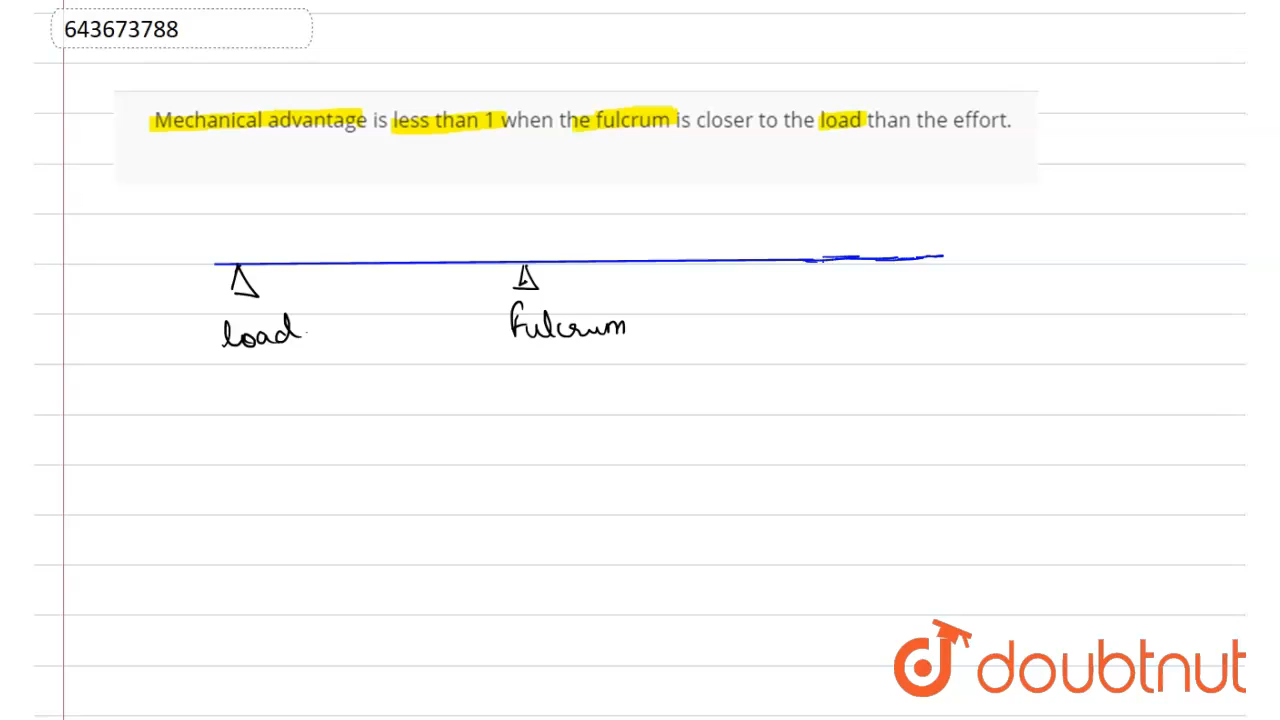 643673788
Mechanical advantage is less than 1 when the fulcrum is closer to the load than the effort.
load
fulcrum
doubtnut